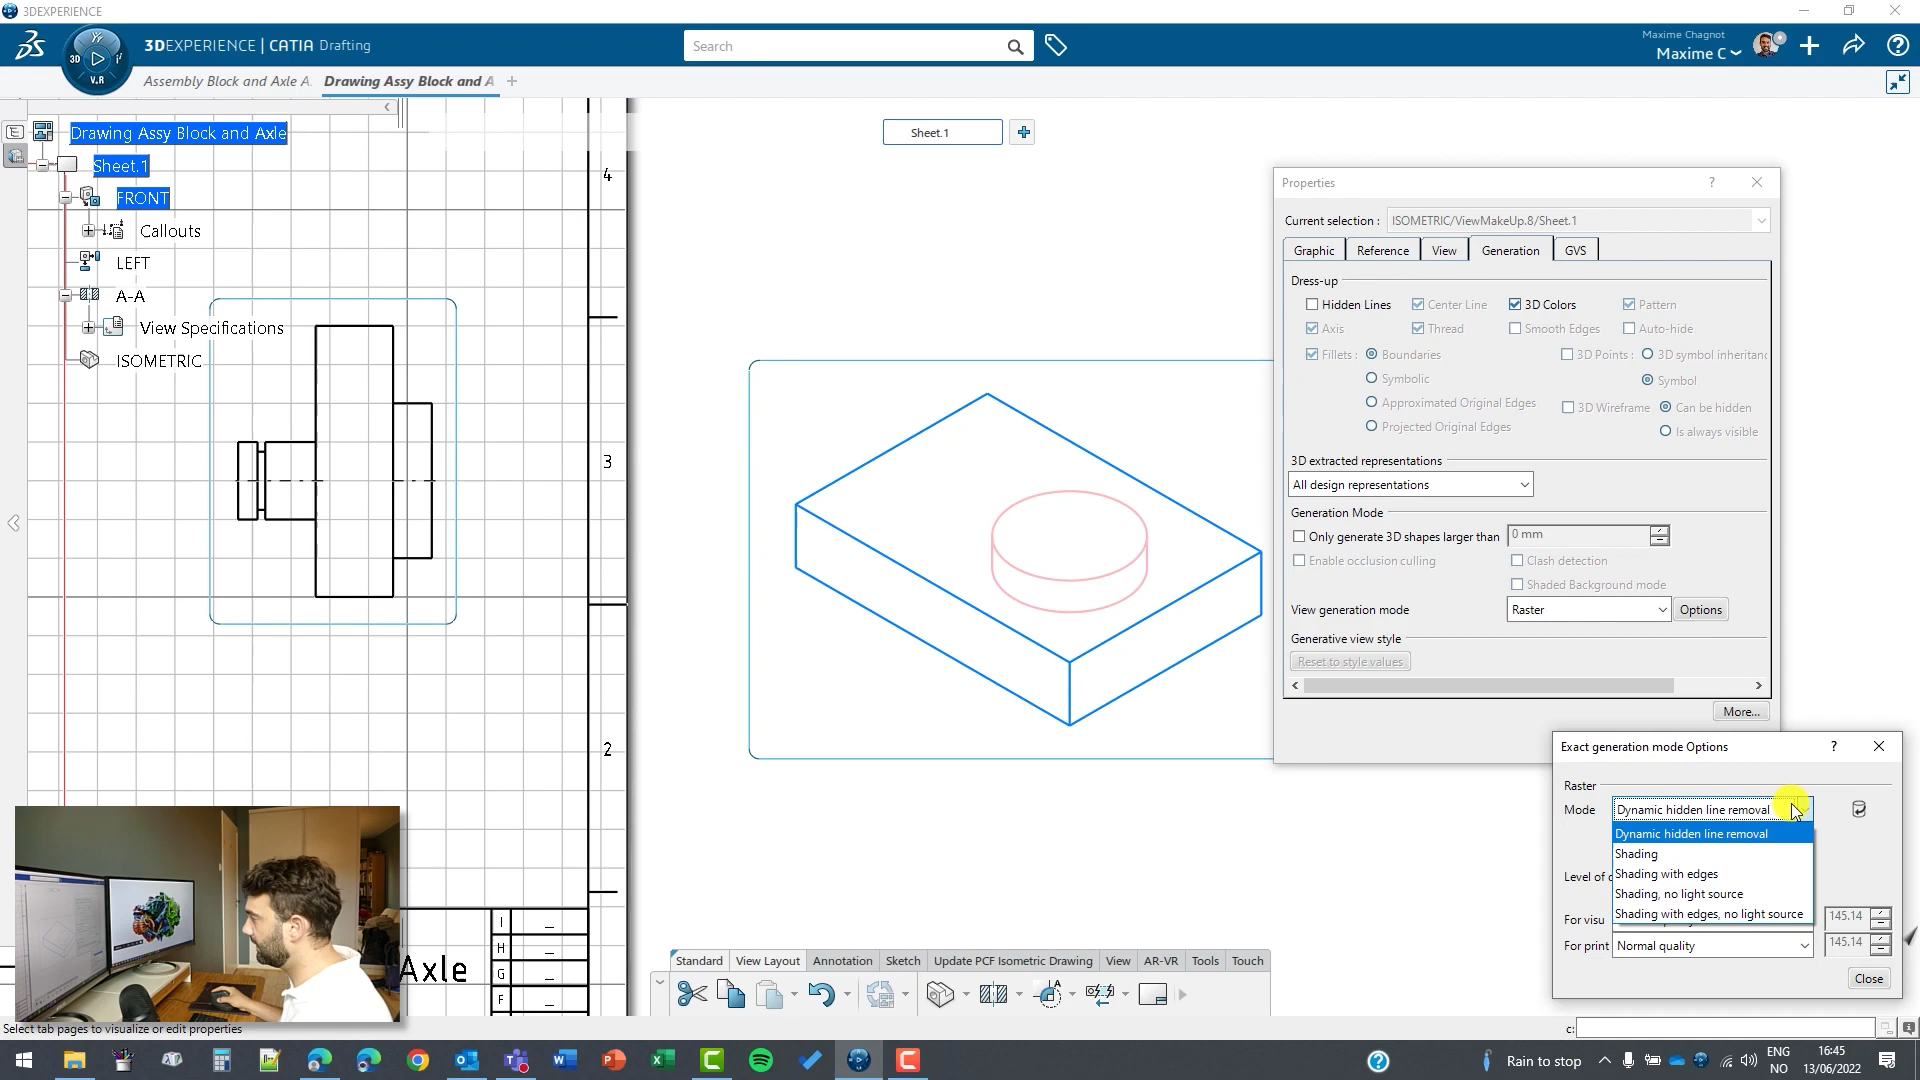 3DEXPERIENCE
3DEXPERIENCE | CATIA Drafting
3D
V.R
Search
Maxime Chagnot
Maxime C
Assembly Block and Axle A
Drawing Assy Block and A
Drawing Assy Block and Axle
Sheet.1
FRONT
Callouts
LEFT
A-A
View Specifications
ISOMETRIC
4
3
2
Sheet.1
Properties
Current selection : ISOMETRIC/ViewMakeUp.8/Sheet.1
Graphic Reference View Generation GVS
Dress-up
Hidden Lines Center Line 3D Colors Pattern
Axis Thread Smooth Edges Auto-hide
Fillets : Boundaries 3D Points : 3D symbol inheritanc
Symbolic Symbol
Approximated Original Edges 3D Wireframe Can be hidden
Projected Original Edges Is always visible
3D extracted representations
All design representations
Generation Mode
Only generate 3D shapes larger than 0 mm
Enable occlusion culling Clash detection
Shaded Background mode
View generation mode Raster Options
Generative view style
Reset to style values
More...
Exact generation mode Options
Raster
Mode Dynamic hidden line removal
Dynamic hidden line removal
Shading
Shading with edges
Shading, no light source
Shading with edges, no light source
Level of
For visu 145.14
For print Normal quality 145.14
Close
Axle
I _
H _
G _
F _
Standard View Layout Annotation Sketch Update PCF Isometric Drawing View AR-VR Tools Touch
Select tab pages to visualize or edit properties
c:
Rain to stop
ENG
NO
16:45
13/06/2022